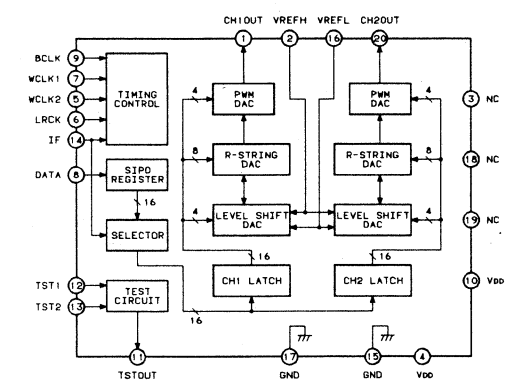 CH1OUT VREFH VREFL CH2OUT
1 2 16 20
BCLK 9
WCLK1 7
WCLK2 5
LRCK 6
IF 14
DATA 8
TIMING
CONTROL
SIPO
REGISTER
16
SELECTOR
TST1 12
TST2 13
TEST
CIRCUIT
16
11
TSTOUT
4
PWM
DAC
8
R-STRING
DAC
4
LEVEL SHIFT
DAC
16
CH1 LATCH
PWM
DAC
4
R-STRING
DAC
8
LEVEL SHIFT
DAC
4
16
CH2 LATCH
3 NC
18 NC
19 NC
10 VDD
17
GND
15
GND
4
VDD